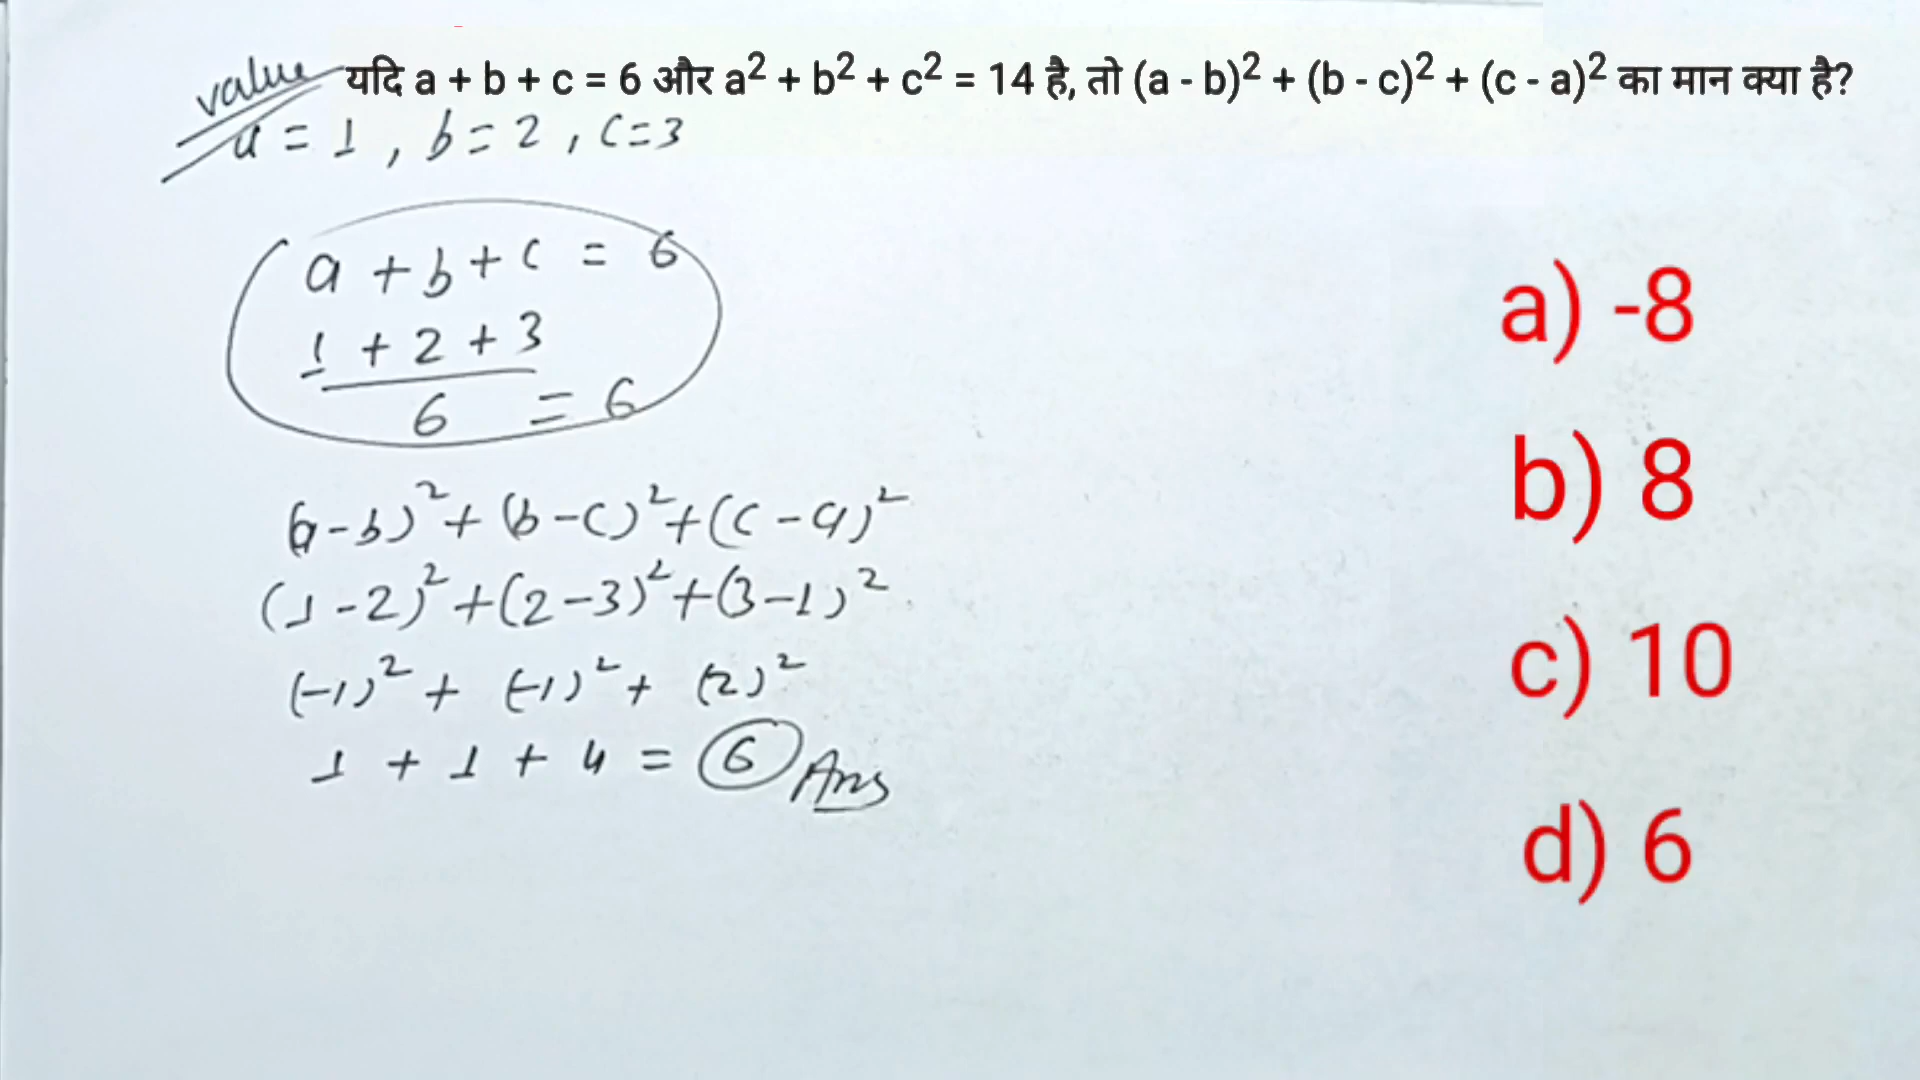 यदि a + b + c = 6 और a² + b² + c² = 14 है, तो (a - b)² + (b - c)² + (c - a)² का मान क्या है?
value
a = 1 , b = 2 , c = 3
a + b + c = 6
1 + 2 + 3
6 = 6
(a - b)² + (b - c)² + (c - a)²
(1 - 2)² + (2 - 3)² + (3 - 1)²
(-1)² + (-1)² + (2)²
1 + 1 + 4 = 6 Ans
a) -8
b) 8
c) 10
d) 6